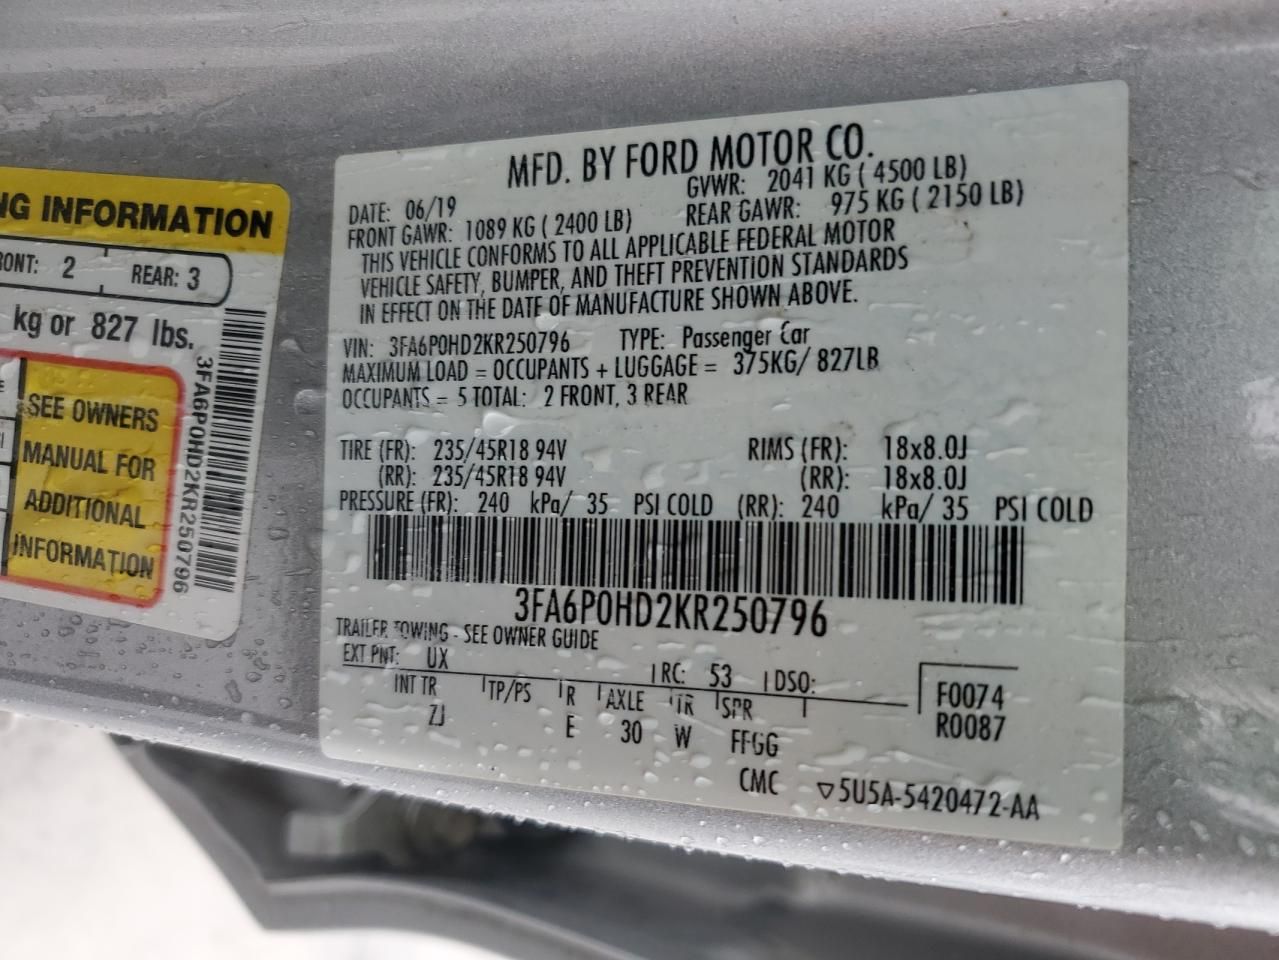 NG INFORMATION
FRONT: 2 REAR: 3
kg or 827 lbs.
SEE OWNERS
MANUAL FOR
ADDITIONAL
INFORMATION
3FA6P0HD2KR250796
MFD. BY FORD MOTOR CO.
DATE: 06/19 GVWR: 2041 KG ( 4500 LB)
FRONT GAWR: 1089 KG ( 2400 LB) REAR GAWR: 975 KG ( 2150 LB)
THIS VEHICLE CONFORMS TO ALL APPLICABLE FEDERAL MOTOR
VEHICLE SAFETY, BUMPER, AND THEFT PREVENTION STANDARDS
IN EFFECT ON THE DATE OF MANUFACTURE SHOWN ABOVE.
VIN: 3FA6P0HD2KR250796 TYPE: Passenger Car
MAXIMUM LOAD = OCCUPANTS + LUGGAGE = 375KG/ 827LB
OCCUPANTS = 5 TOTAL: 2 FRONT, 3 REAR
TIRE (FR): 235/45R18 94V RIMS (FR): 18x8.0J
(RR): 235/45R18 94V (RR): 18x8.0J
PRESSURE (FR): 240 kPa/ 35 PSI COLD (RR): 240 kPa/ 35 PSI COLD
3FA6P0HD2KR250796
TRAILER TOWING - SEE OWNER GUIDE
EXT PNT: UX RC: 53 DSO:
INT TR TP/PS R AXLE TR SPR F0074
ZJ E 30 W FFGG R0087
CMC ▽5U5A-5420472-AA